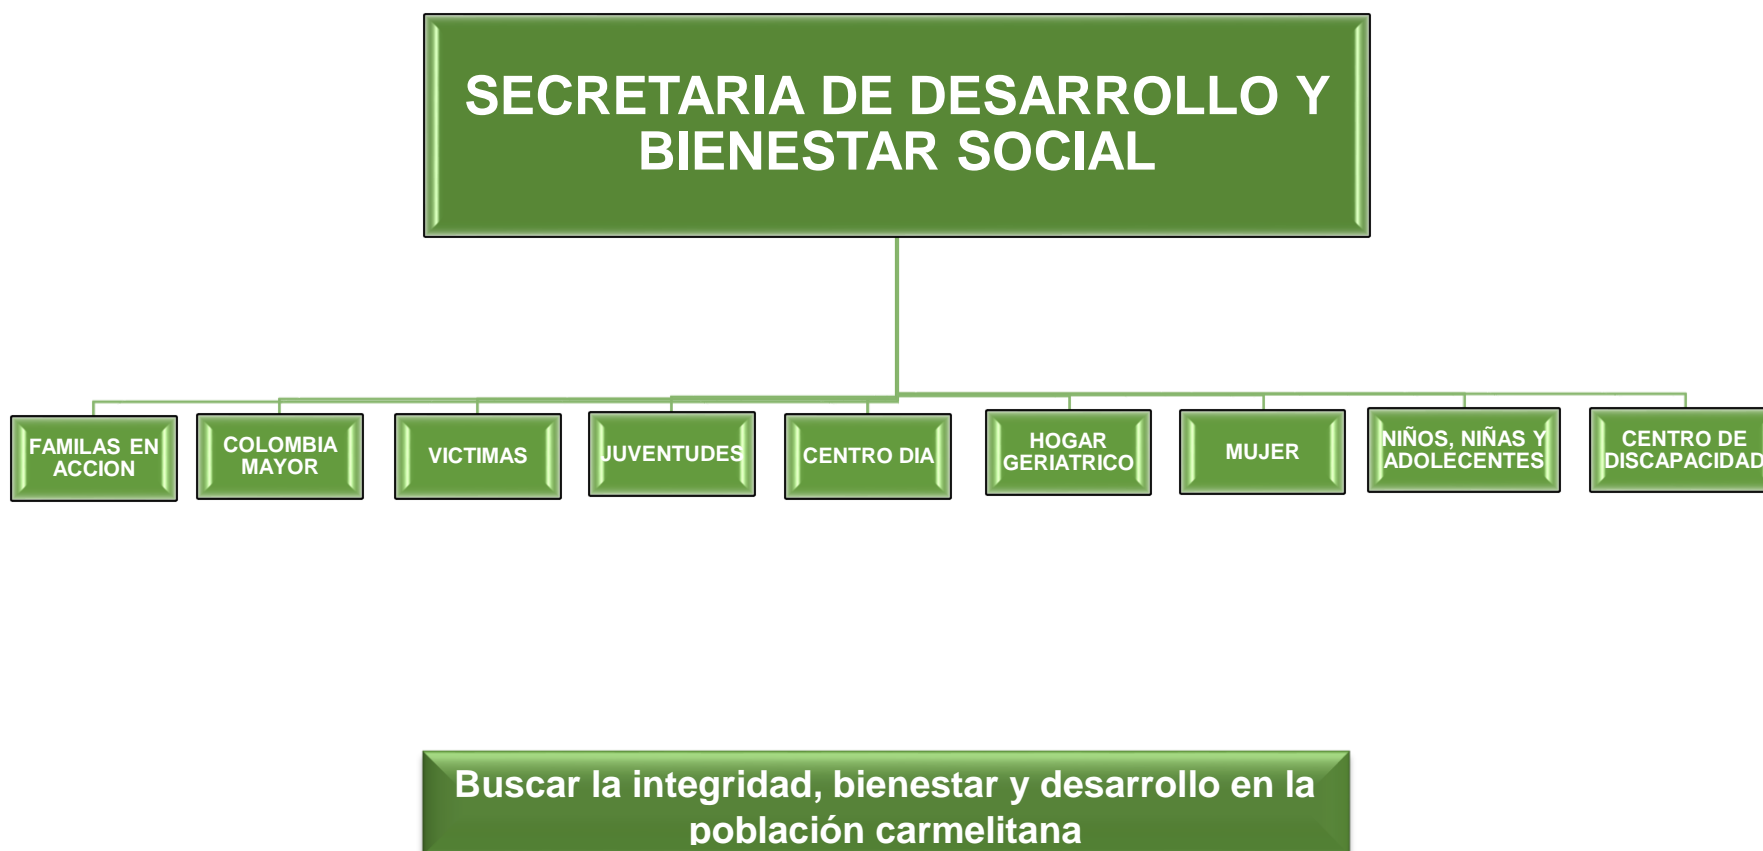 SECRETARIA DE DESARROLLO Y
BIENESTAR SOCIAL
FAMILAS EN
ACCION
COLOMBIA
MAYOR
VICTIMAS
JUVENTUDES
CENTRO DIA
HOGAR
GERIATRICO
MUJER
NIÑOS, NIÑAS Y
ADOLECENTES
CENTRO DE
DISCAPACIDAD
Buscar la integridad, bienestar y desarrollo en la
población carmelitana